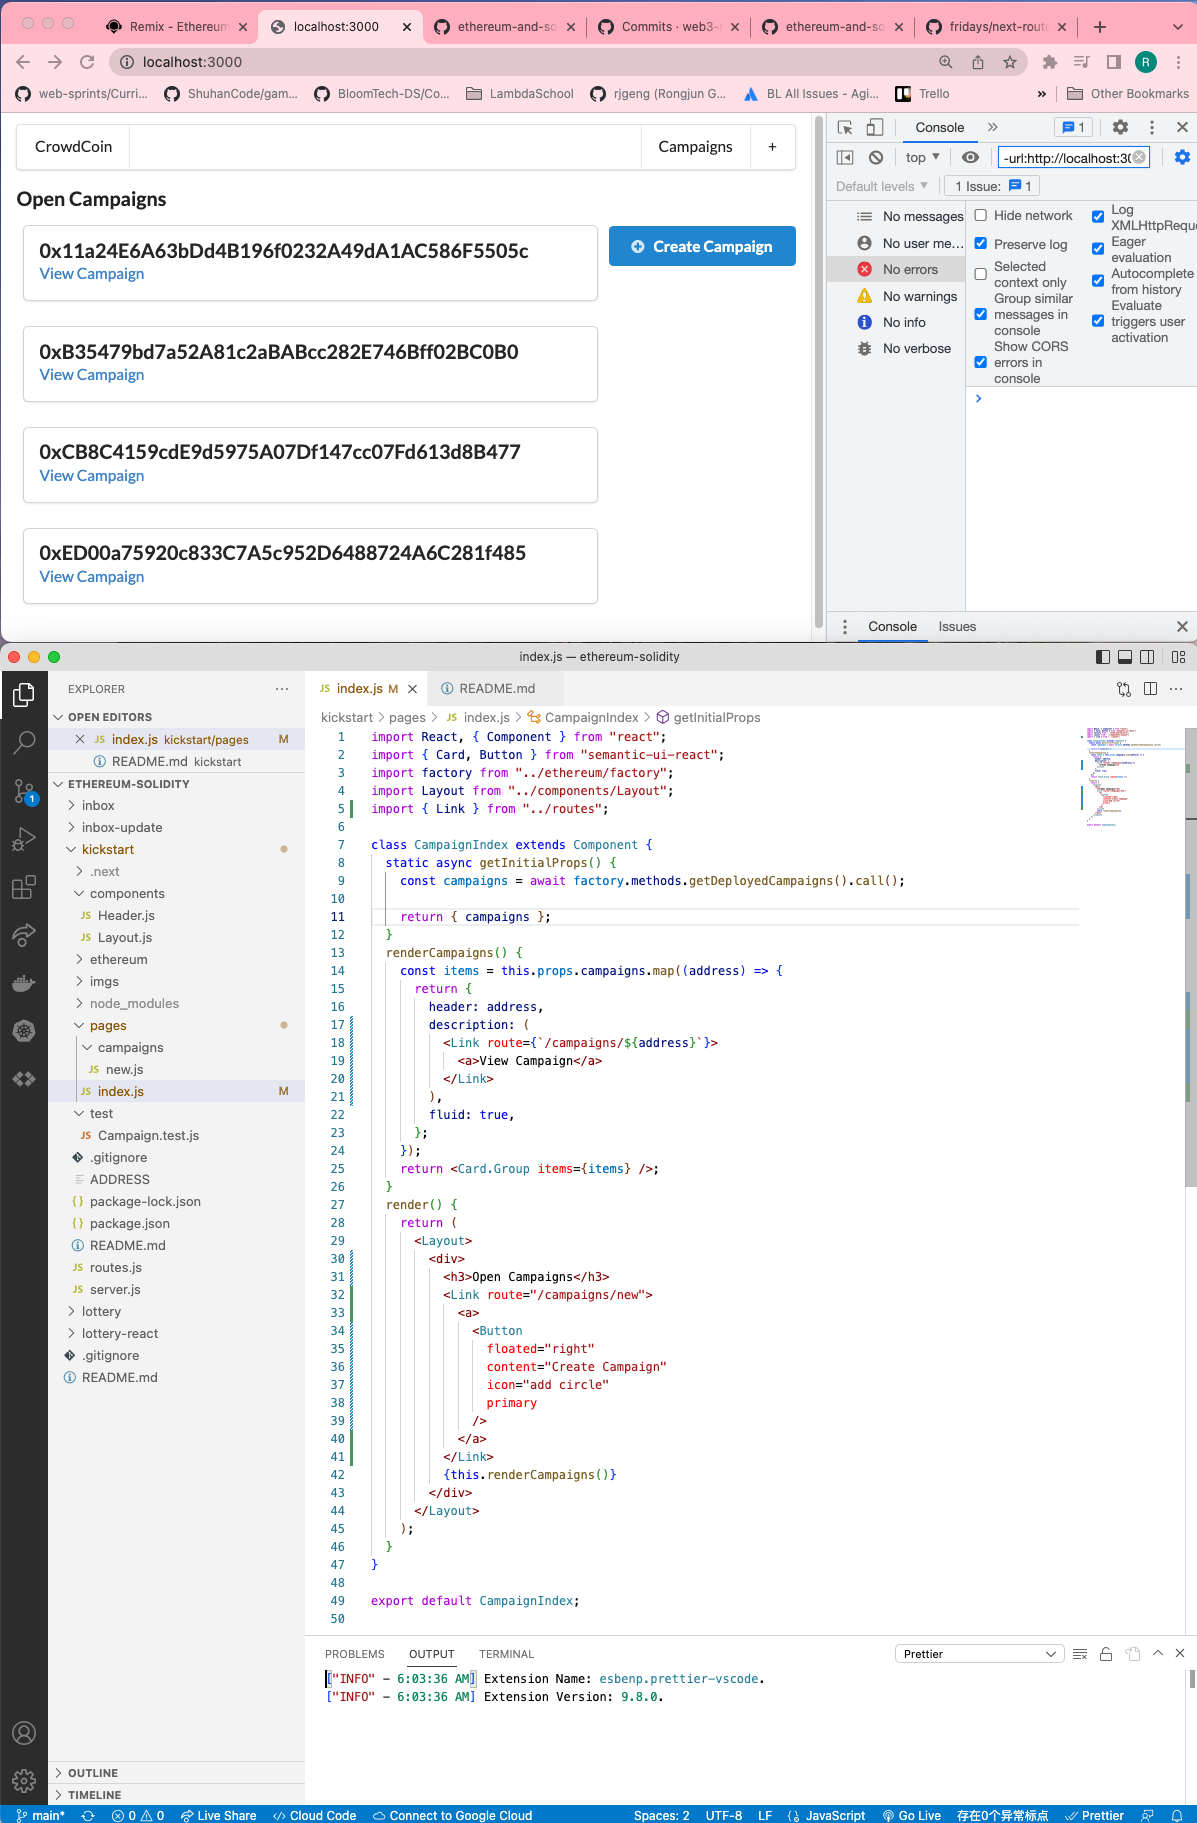 Remix - Ethereum
localhost:3000
ethereum-and-so
Commits · web3-
ethereum-and-so
fridays/next-route
localhost:3000
R
web-sprints/Curri...
ShuhanCode/gam...
BloomTech-DS/Co...
LambdaSchool
rjgeng (Rongjun G...
BL All Issues - Agi...
Trello
»
Other Bookmarks
CrowdCoin
Campaigns
+
Open Campaigns
0x11a24E6A63bDd4B196f0232A49dA1AC586F5505c
View Campaign
Create Campaign
0xB35479bd7a52A81c2aBABcc282E746Bff02BC0B0
View Campaign
0xCB8C4159cdE9d5975A07Df147cc07Fd613d8B477
View Campaign
0xED00a75920c833C7A5c952D6488724A6C281f485
View Campaign
Console
1
top
-url:http://localhost:30
Default levels
1 Issue: 1
No messages
No user me...
No errors
No warnings
No info
No verbose
Hide network
Preserve log
Selected
context only
Group similar
messages in
console
Show CORS
errors in
console
Log
XMLHttpReque
Eager
evaluation
Autocomplete
from history
Evaluate
triggers user
activation
Console
Issues
index.js — ethereum-solidity
EXPLORER
OPEN EDITORS
index.js kickstart/pages M
README.md kickstart
ETHEREUM-SOLIDITY
inbox
inbox-update
kickstart
.next
components
JS Header.js
JS Layout.js
ethereum
imgs
node_modules
pages
campaigns
JS new.js
JS index.js M
test
JS Campaign.test.js
.gitignore
ADDRESS
{} package-lock.json
{} package.json
README.md
JS routes.js
JS server.js
lottery
lottery-react
.gitignore
README.md
OUTLINE
TIMELINE
JS index.js M
README.md
kickstart > pages > JS index.js > CampaignIndex > getInitialProps
1 import React, { Component } from "react";
2 import { Card, Button } from "semantic-ui-react";
3 import factory from "../ethereum/factory";
4 import Layout from "../components/Layout";
5 import { Link } from "../routes";
6
7 class CampaignIndex extends Component {
8 static async getInitialProps() {
9 const campaigns = await factory.methods.getDeployedCampaigns().call();
10
11 return { campaigns };
12 }
13 renderCampaigns() {
14 const items = this.props.campaigns.map((address) => {
15 return {
16 header: address,
17 description: (
18 <Link route={`/campaigns/${address}`}>
19 <a>View Campaign</a>
20 </Link>
21 ),
22 fluid: true,
23 };
24 });
25 return <Card.Group items={items} />;
26 }
27 render() {
28 return (
29 <Layout>
30 <div>
31 <h3>Open Campaigns</h3>
32 <Link route="/campaigns/new">
33 <a>
34 <Button
35 floated="right"
36 content="Create Campaign"
37 icon="add circle"
38 primary
39 />
40 </a>
41 </Link>
42 {this.renderCampaigns()}
43 </div>
44 </Layout>
45 );
46 }
47 }
48
49 export default CampaignIndex;
50
PROBLEMS
OUTPUT
TERMINAL
Prettier
["INFO" - 6:03:36 AM] Extension Name: esbenp.prettier-vscode.
["INFO" - 6:03:36 AM] Extension Version: 9.8.0.
1
main*
0 0
Live Share
Cloud Code
Connect to Google Cloud
Spaces: 2
UTF-8
LF
{} JavaScript
Go Live
存在0个异常标点
Prettier